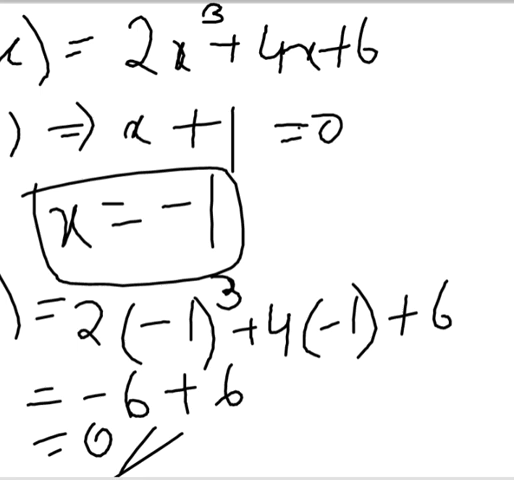 x) = 2x³ + 4x + 6
) ⇒ x + 1 = 0
x = -1
) = 2(-1)³ + 4(-1) + 6
= -6 + 6
= 0